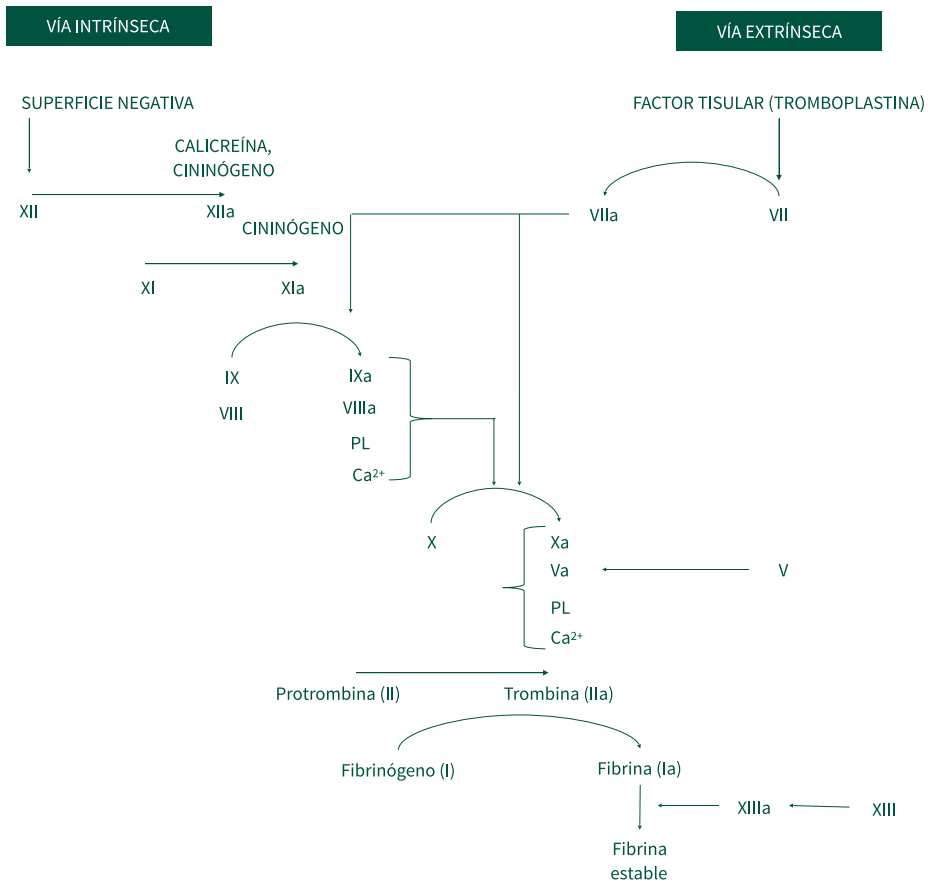 VÍA INTRÍNSECA
VÍA EXTRÍNSECA
SUPERFICIE NEGATIVA
FACTOR TISULAR (TROMBOPLASTINA)
CALICREÍNA,
CININÓGENO
XII
XIIa
VIIa
VII
CININÓGENO
XI
XIa
IX
IXa
VIII
VIIIa
PL
Ca²⁺
X
Xa
Va
V
PL
Ca²⁺
Protrombina (II)
Trombina (IIa)
Fibrinógeno (I)
Fibrina (Ia)
XIIIa
XIII
Fibrina
estable